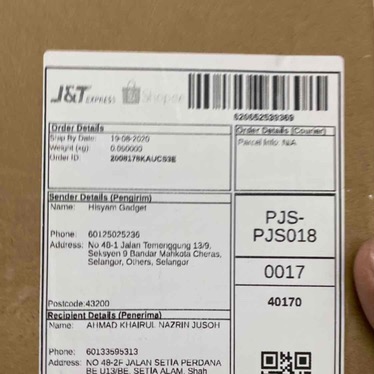 J&T EXPRESS Shopee
620652539369
Order Details
Ship By Date: 19-08-2020
Weight (kg): 0.050000
Order ID: 2008178KAUCS3E
Order Details (Courier)
Parcel Info: N/A
Sender Details (Pengirim)
Name: Hisyam Gadget
Phone: 60125025236
Address: No 48-1 Jalan Temenggung 13/9,
Seksyen 9 Bandar Mahkota Cheras,
Selangor, Others, Selangor
Postcode:43200
PJS-
PJS018
0017
40170
Recipient Details (Penerima)
Name: AHMAD KHAIRUL NAZRIN JUSOH
Phone: 60133595313
Address: NO 48-2F JALAN SETIA PERDANA
BE U13/BE, SETIA ALAM, Shah